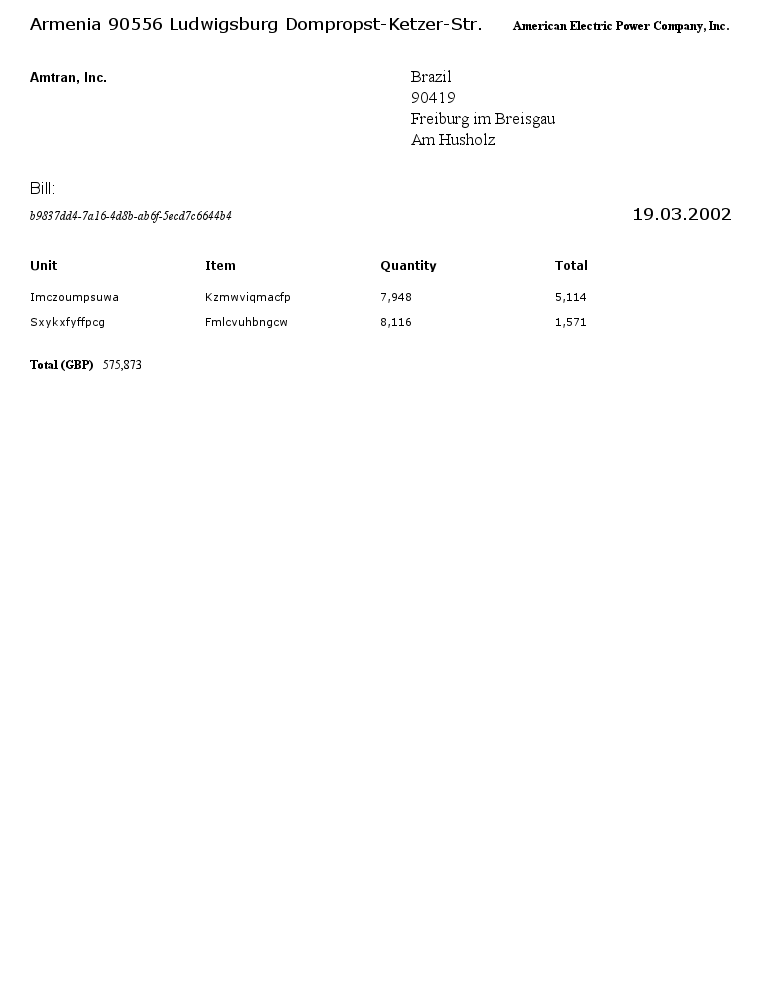 Armenia 90556 Ludwigsburg Dompropst-Ketzer-Str. American Electric Power Company, Inc.
Amtran, Inc.
Brazil
90419
Freiburg im Breisgau
Am Husholz
Bill:
b9837dd4-7a16-4d8b-ab6f-5ecd7c6644b4 19.03.2002
Unit Item Quantity Total
Imczoumpsuwa Kzmwviqmacfp 7,948 5,114
Sxykxfyffpcg Fmlcvuhbngcw 8,116 1,571
Total (GBP) 575,873